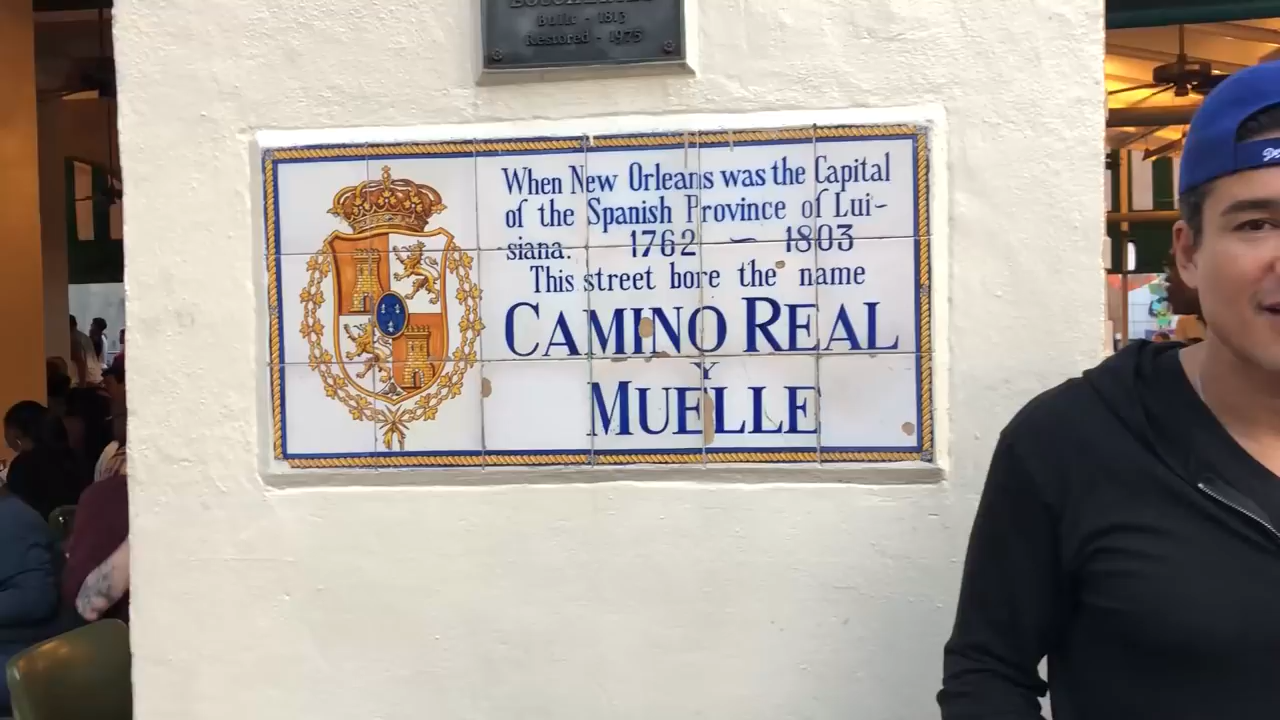 Built - 1813
Restored - 1975
When New Orleans was the Capital
of the Spanish Province of Lui-
siana. 1762 — 1803
This street bore the name
CAMINO REAL
Y
MUELLE